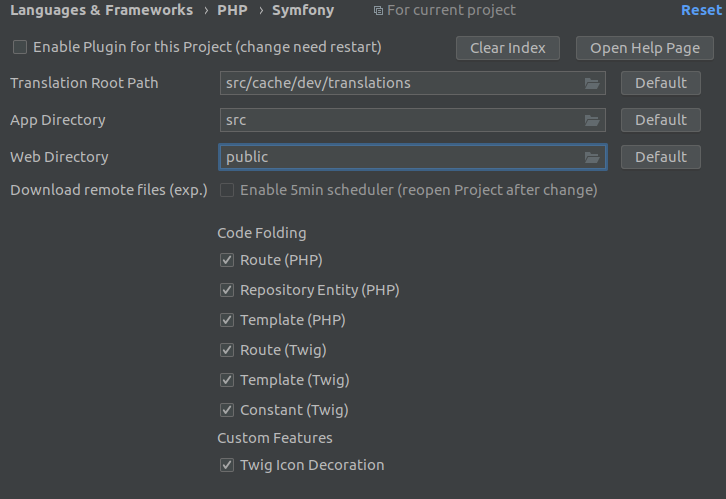 Languages & Frameworks › PHP › Symfony For current project Reset
Enable Plugin for this Project (change need restart) Clear Index Open Help Page
Translation Root Path src/cache/dev/translations Default
App Directory src Default
Web Directory public Default
Download remote files (exp.) Enable 5min scheduler (reopen Project after change)
Code Folding
Route (PHP)
Repository Entity (PHP)
Template (PHP)
Route (Twig)
Template (Twig)
Constant (Twig)
Custom Features
Twig Icon Decoration